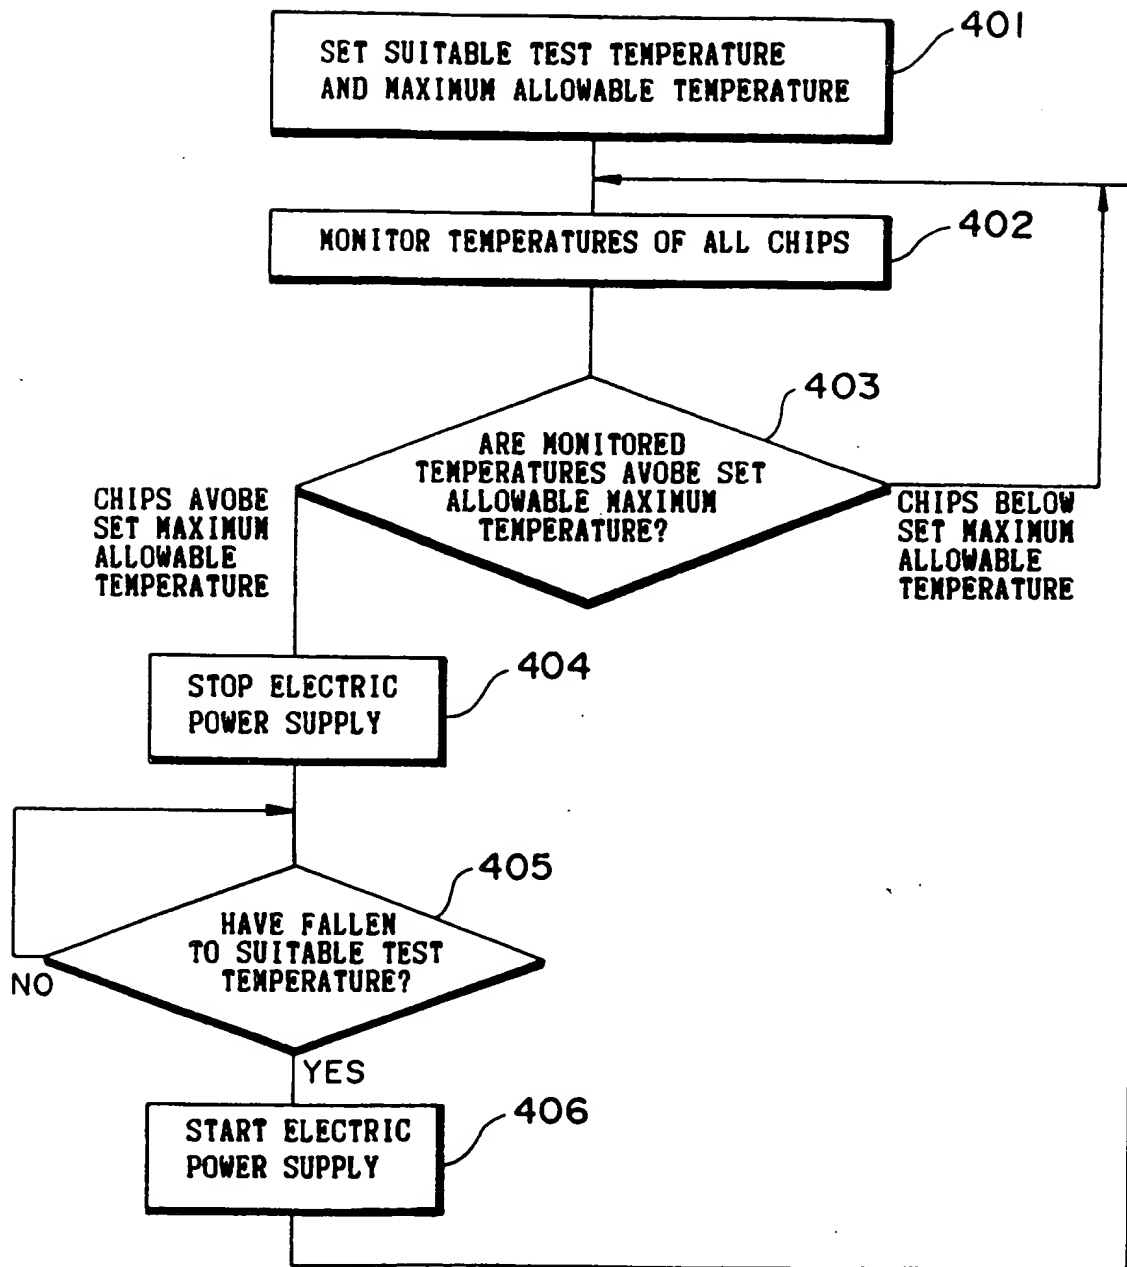 401
SET SUITABLE TEST TEMPERATURE
AND MAXIMUM ALLOWABLE TEMPERATURE
402
MONITOR TEMPERATURES OF ALL CHIPS
403
ARE MONITORED
TEMPERATURES AVOBE SET
ALLOWABLE MAXIMUM
TEMPERATURE?
CHIPS AVOBE
SET MAXIMUM
ALLOWABLE
TEMPERATURE
CHIPS BELOW
SET MAXIMUM
ALLOWABLE
TEMPERATURE
404
STOP ELECTRIC
POWER SUPPLY
405
HAVE FALLEN
TO SUITABLE TEST
TEMPERATURE?
NO
YES
406
START ELECTRIC
POWER SUPPLY